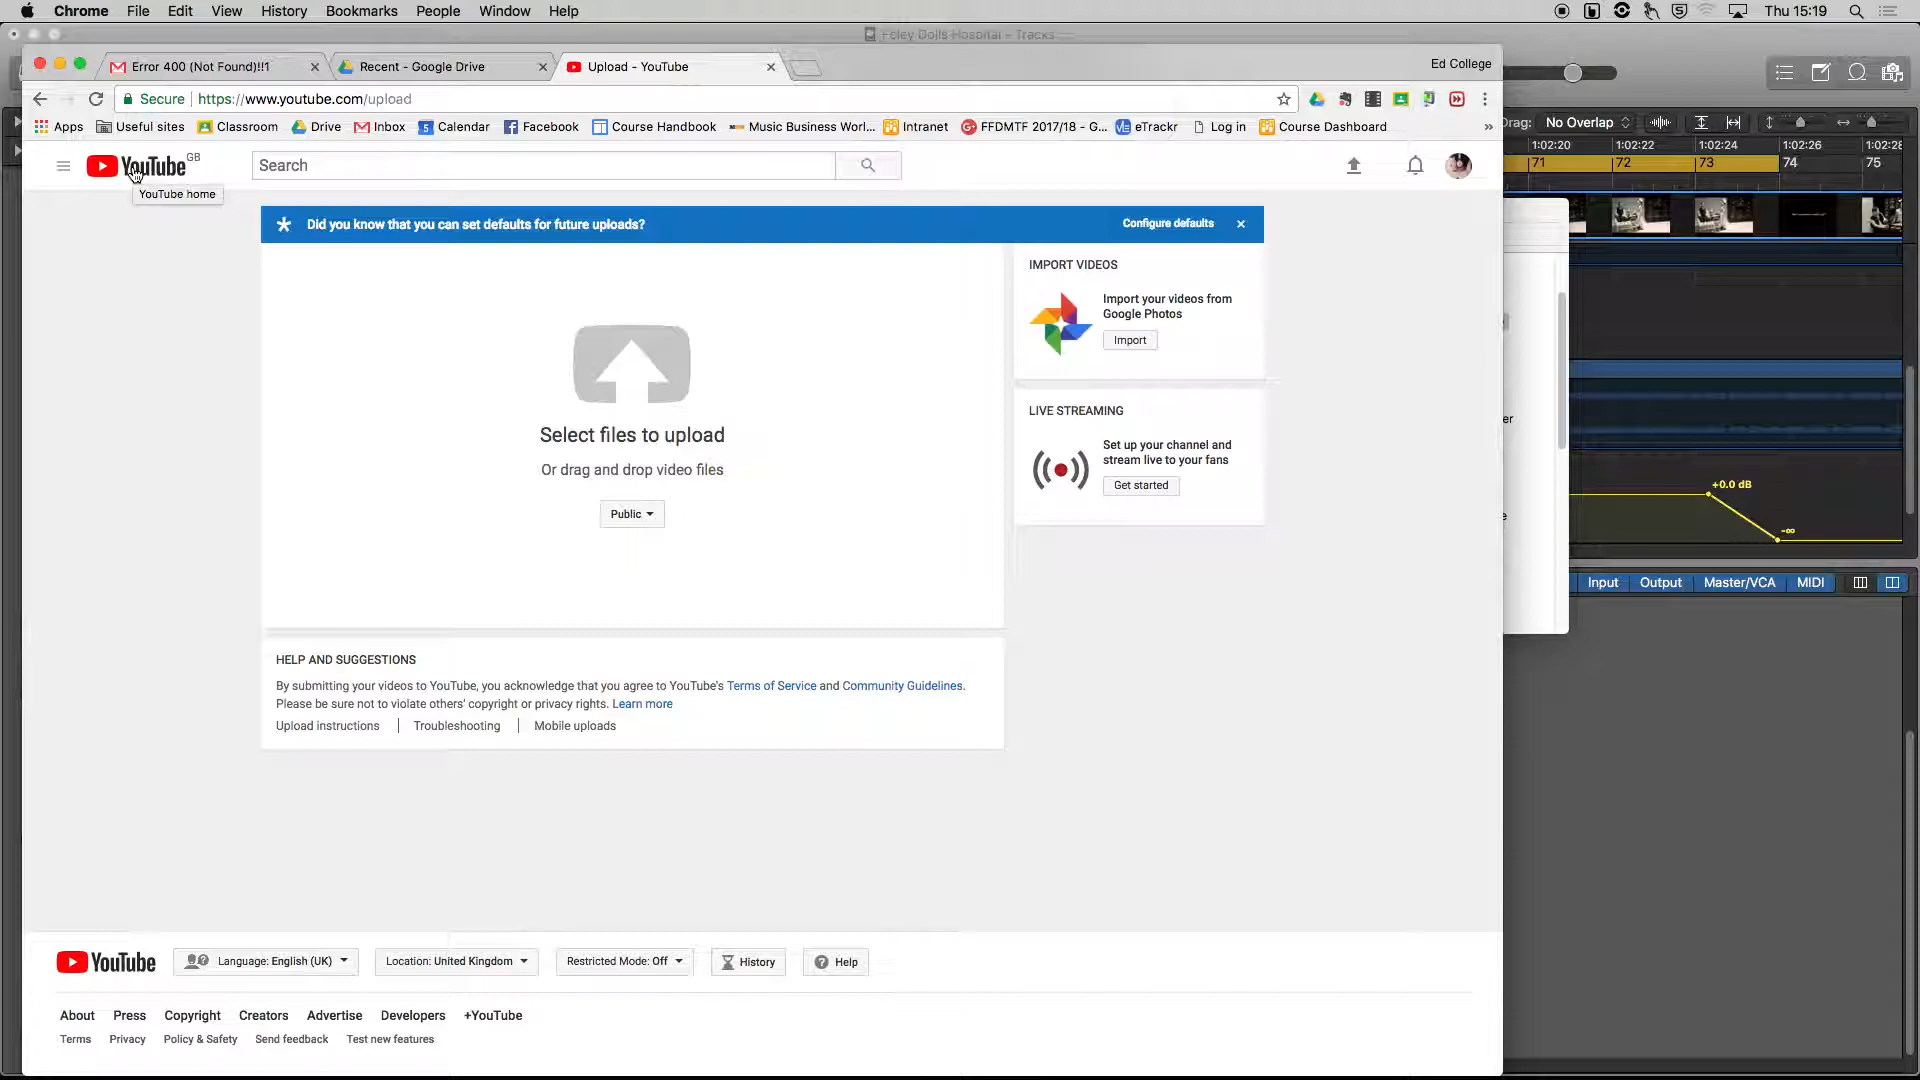 Chrome File Edit View History Bookmarks People Window Help Thu 15:19
Foley Dolls Hospital - Tracks
Error 400 (Not Found)!!1 Recent - Google Drive Upload - YouTube Ed College
Secure https://www.youtube.com/upload
Apps Useful sites Classroom Drive Inbox 5 Calendar Facebook Course Handbook Music Business Worl... Intranet FFDMTF 2017/18 - G... eTrackr Log in Course Dashboard »
Drag: No Overlap
1:02:20 1:02:22 1:02:24 1:02:26 1:02:28
71 72 73 74 75
YouTube GB Search
YouTube home
Did you know that you can set defaults for future uploads? Configure defaults
IMPORT VIDEOS
Import your videos from
Google Photos
Import
Select files to upload
Or drag and drop video files
Public
LIVE STREAMING
Set up your channel and
stream live to your fans
Get started
er
e
+0.0 dB
-∞
Input Output Master/VCA MIDI
HELP AND SUGGESTIONS
By submitting your videos to YouTube, you acknowledge that you agree to YouTube's Terms of Service and Community Guidelines.
Please be sure not to violate others' copyright or privacy rights. Learn more
Upload instructions Troubleshooting Mobile uploads
YouTube Language: English (UK) Location: United Kingdom Restricted Mode: Off History Help
About Press Copyright Creators Advertise Developers +YouTube
Terms Privacy Policy & Safety Send feedback Test new features